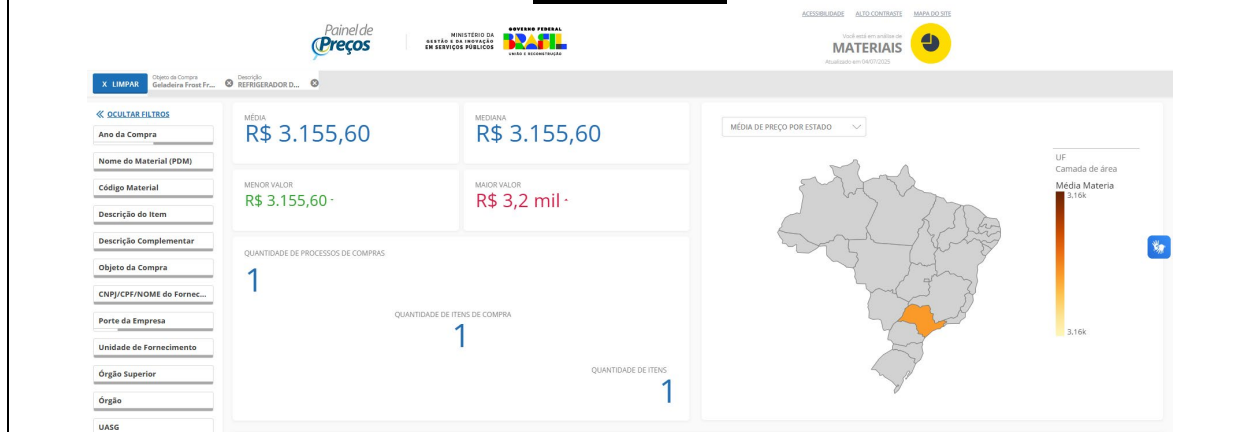 ACESSIBILIDADE ALTO CONTRASTE MAPA DO SITE
Painel de
Preços
MINISTÉRIO DA
GESTÃO E DA INOVAÇÃO
EM SERVIÇOS PÚBLICOS
GOVERNO FEDERAL
BRASIL
UNIÃO E RECONSTRUÇÃO
Você está em análise de
MATERIAIS
Atualizado em 04/07/2025
X LIMPAR
Objeto da Compra
Geladeira Frost Fr...
Descrição
REFRIGERADOR D...
OCULTAR FILTROS
Ano da Compra
Nome do Material (PDM)
Código Material
Descrição do Item
Descrição Complementar
Objeto da Compra
CNPJ/CPF/NOME do Fornec...
Porte da Empresa
Unidade de Fornecimento
Órgão Superior
Órgão
UASG
MÉDIA
R$ 3.155,60
MEDIANA
R$ 3.155,60
MENOR VALOR
R$ 3.155,60
MAIOR VALOR
R$ 3,2 mil
QUANTIDADE DE PROCESSOS DE COMPRAS
1
QUANTIDADE DE ITENS DE COMPRA
1
QUANTIDADE DE ITENS
1
MÉDIA DE PREÇO POR ESTADO
UF
Camada de área
Média Materia
3,16k
3,16k